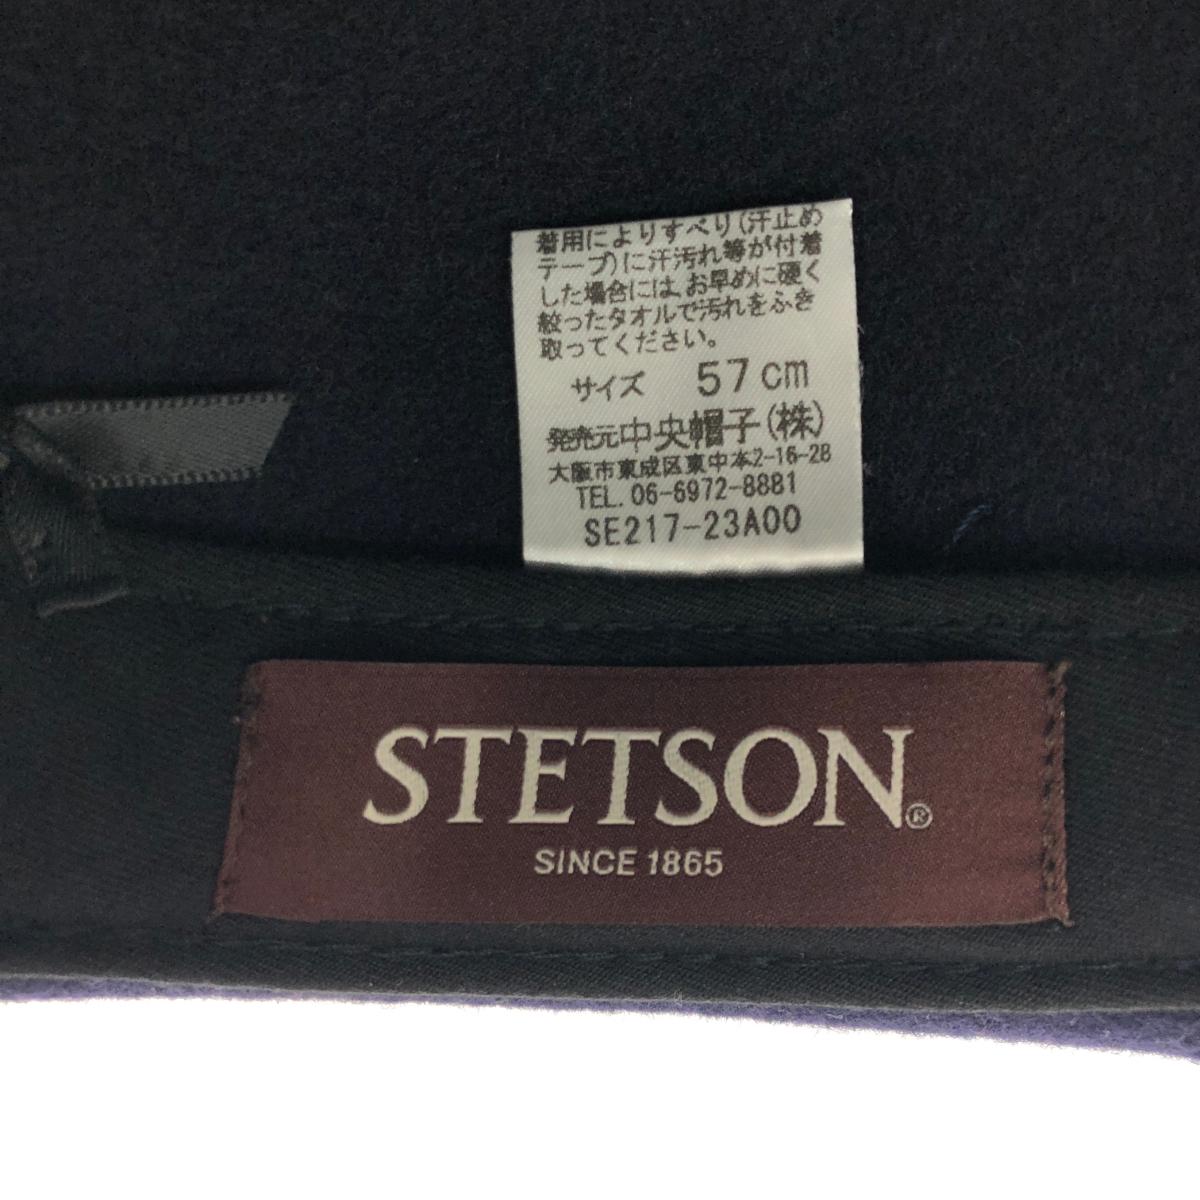 着用によりすべり(汗止め
テープ)に汗汚れ等が付着
した場合には、お早めに硬く
絞ったタオルで汚れをふき
取ってください。
サイズ 57cm
発売元中央帽子(株)
大阪市東成区東中本2-16-28
TEL. 06-6972-8881
SE217-23A00
STETSON®
SINCE 1865